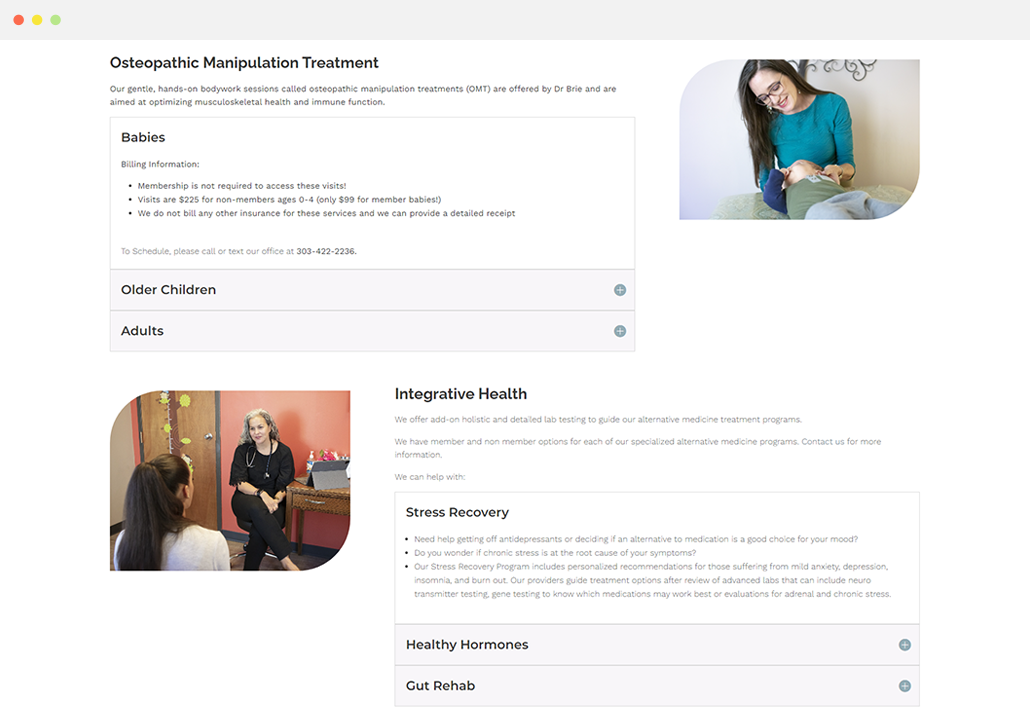 Osteopathic Manipulation Treatment
Our gentle, hands-on bodywork sessions called osteopathic manipulation treatments (OMT) are offered by Dr Brie and are
aimed at optimizing musculoskeletal health and immune function.
Babies
Billing Information:
• Membership is not required to access these visits!
• Visits are $225 for non-members ages 0-4 (only $99 for member babies!)
• We do not bill any other insurance for these services and we can provide a detailed receipt
To Schedule, please call or text our office at 303-422-2236.
Older Children
Adults
Integrative Health
We offer add-on holistic and detailed lab testing to guide our alternative medicine treatment programs.
We have member and non member options for each of our specialized alternative medicine programs. Contact us for more
information.
We can help with:
Stress Recovery
• Need help getting off antidepressants or deciding if an alternative to medication is a good choice for your mood?
• Do you wonder if chronic stress is at the root cause of your symptoms?
• Our Stress Recovery Program includes personalized recommendations for those suffering from mild anxiety, depression,
insomnia, and burn out. Our providers guide treatment options after review of advanced labs that can include neuro
transmitter testing, gene testing to know which medications may work best or evaluations for adrenal and chronic stress.
Healthy Hormones
Gut Rehab